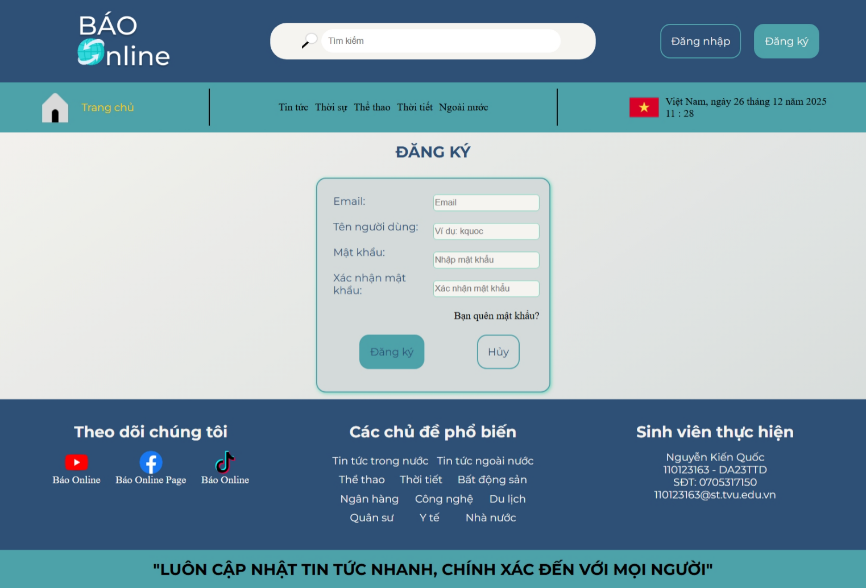 BÁO
Online
Tìm kiếm
Đăng nhập
Đăng ký
Trang chủ
Tin tức Thời sự Thể thao Thời tiết Ngoài nước
Việt Nam, ngày 26 tháng 12 năm 2025
11 : 28
ĐĂNG KÝ
Email:
Email
Tên người dùng:
Ví dụ: kquoc
Mật khẩu:
Nhập mật khẩu
Xác nhận mật
khẩu:
Xác nhận mật khẩu
Bạn quên mật khẩu?
Đăng ký
Hủy
Theo dõi chúng tôi
Báo Online
Báo Online Page
Báo Online
Các chủ đề phổ biến
Tin tức trong nước Tin tức ngoài nước
Thể thao Thời tiết Bất động sản
Ngân hàng Công nghệ Du lịch
Quân sư Y tế Nhà nước
Sinh viên thực hiện
Nguyễn Kiến Quốc
110123163 - DA23TTD
SĐT: 0705317150
110123163@st.tvu.edu.vn
"LUÔN CẬP NHẬT TIN TỨC NHANH, CHÍNH XÁC ĐẾN VỚI MỌI NGƯỜI"